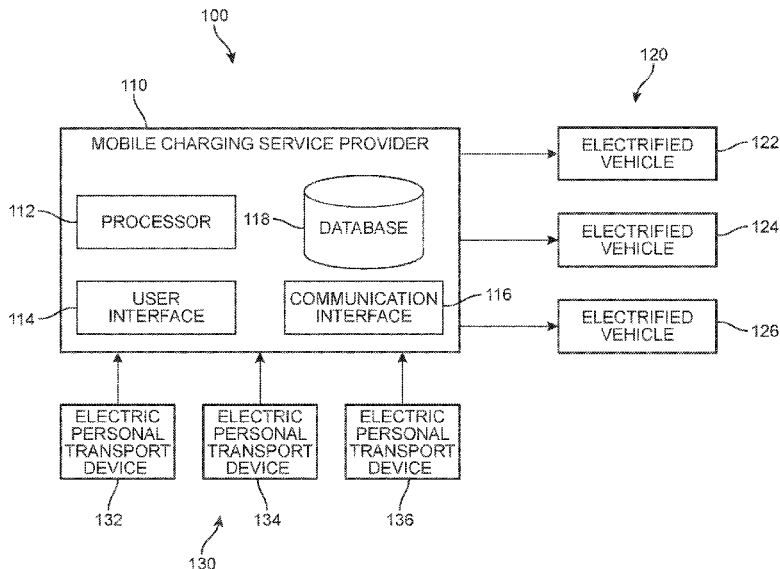 100
110
120
MOBILE CHARGING SERVICE PROVIDER
112
PROCESSOR
118
DATABASE
114
USER
INTERFACE
COMMUNICATION
INTERFACE
116
ELECTRIFIED
VEHICLE
122
ELECTRIFIED
VEHICLE
124
ELECTRIFIED
VEHICLE
126
ELECTRIC
PERSONAL
TRANSPORT
DEVICE
132
ELECTRIC
PERSONAL
TRANSPORT
DEVICE
134
ELECTRIC
PERSONAL
TRANSPORT
DEVICE
136
130